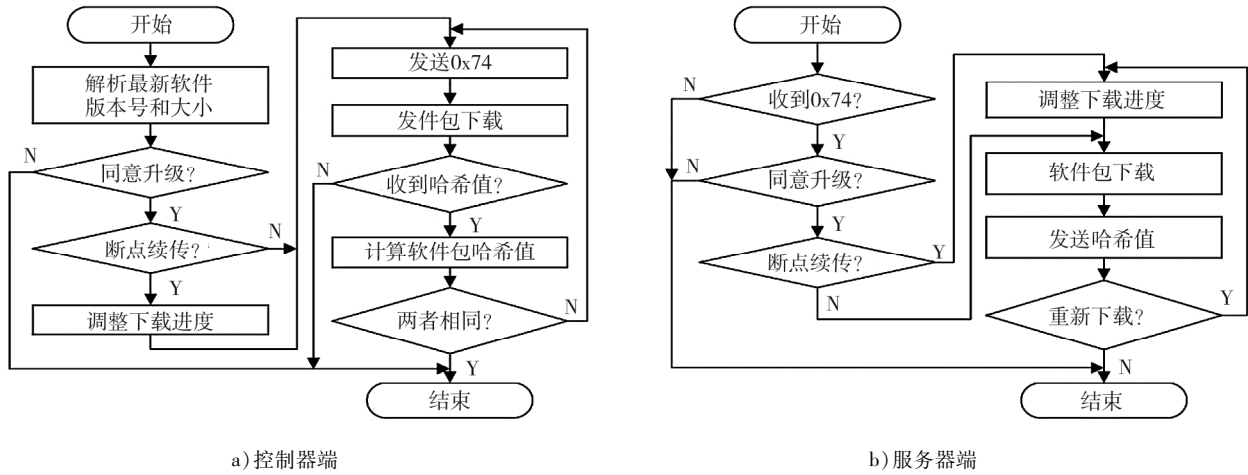 开始
解析最新软件
版本号和大小
同意升级？
N
Y
断点续传？
N
Y
调整下载进度
发送0x74
发件包下载
收到哈希值？
N
Y
计算软件包哈希值
两者相同？
N
Y
结束
a)控制器端
开始
收到0x74？
N
Y
同意升级？
N
Y
断点续传？
Y
N
调整下载进度
软件包下载
发送哈希值
重新下载？
Y
N
结束
b)服务器端